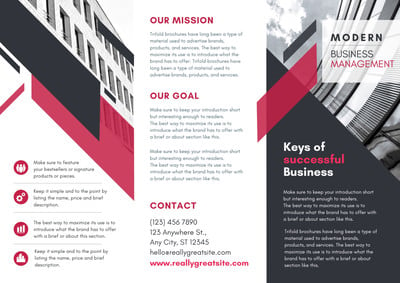 Make sure to feature
your bestsellers or signature
products or pieces.
Keep it simple and to the point by
listing the name, price and brief
description.
The best way to maximize its use is to
introduce what the brand has to offer with
a brief or about this section.
Keep it simple and to the point by
listing the name, price and brief
description.
OUR MISSION
Trifold brochures have long been a type of
material used to advertise brands,
products, and services. The best way to
maximize its use is to introduce what the
brand has to offer. Trifold brochures have
long been a type of material used to
advertise brands, products, and services.
OUR GOAL
Make sure to keep your introduction short
but interesting enough to readers.
The best way to maximize its use is to
introduce what the brand has to offer with
a brief or about section like this.
Make sure to keep your introduction short
but interesting enough to readers.
The best way to maximize its use is to
introduce what the brand has to offer with
a brief or about section like this.
CONTACT
(123) 456 7890
123 Anywhere St.,
Any City, ST 12345
hello@reallygreatsite.com
www.reallygreatsite.com
MODERN
BUSINESS
MANAGEMENT
Keys of
successful
Business
Make sure to keep your introduction short
but interesting enough to readers.
The best way to maximize its use is to
introduce what the brand has to offer with
a brief or about section like this.
Trifold brochures have long been a type of
material used to advertise brands,
products, and services. The best way to
maximize its use is to introduce what the
brand has to offer with a brief or about
section like this.